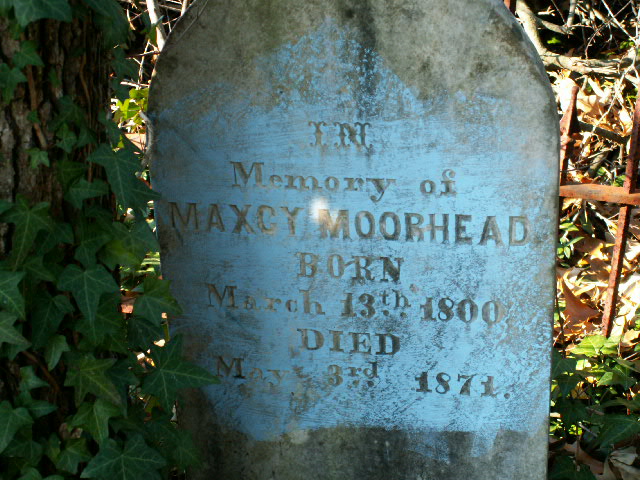 IN
Memory of
MAXCY MOORHEAD
BORN
March 13th 1800
DIED
May 3rd 1871.